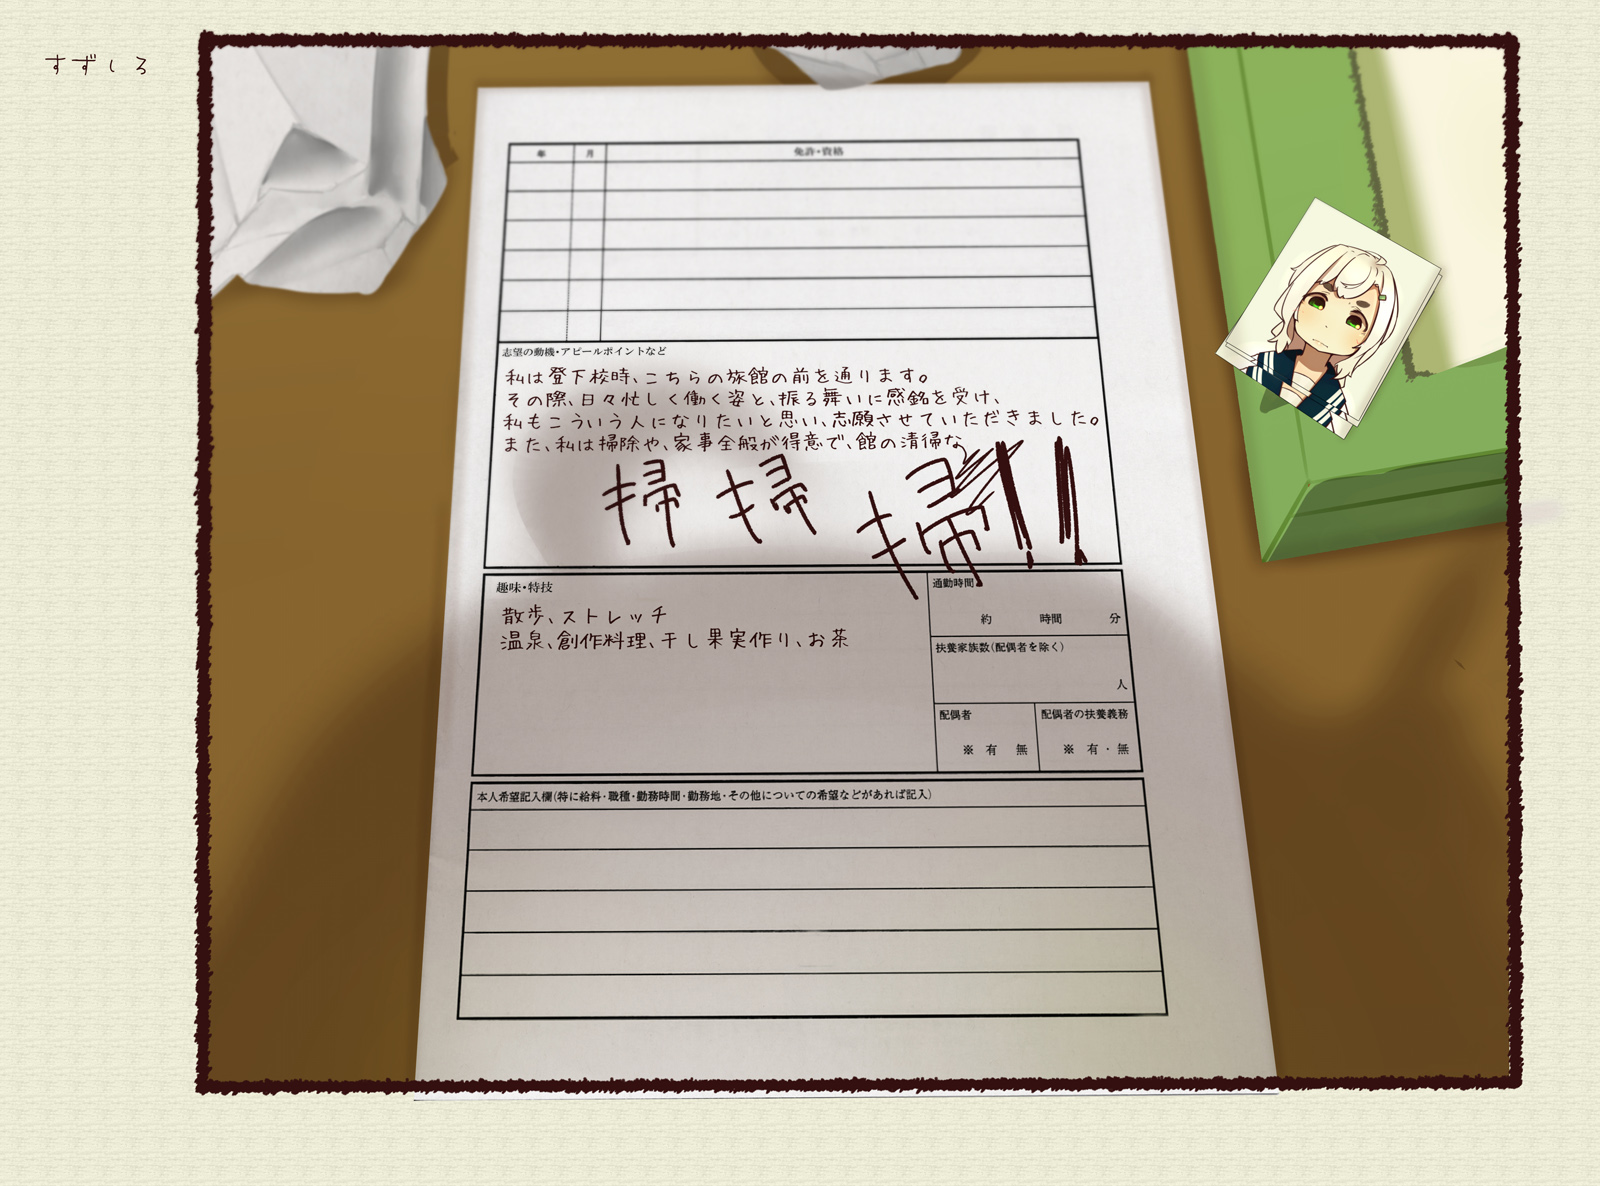 すずしろ
年 月 免許・資格
志望の動機・アピールポイントなど
私は登下校時、こちらの旅館の前を通ります。
その際、日々忙しく働く姿と、振る舞いに感銘を受け、
私もこういう人になりたいと思い、志願させていただきました。
また、私は掃除や、家事全般が得意で、館の清掃な
掃 掃 掃!!
趣味・特技
散歩、ストレッチ
温泉、創作料理、干し果実作り、お茶
通勤時間
約 時間 分
扶養家族数(配偶者を除く)
人
配偶者
※ 有 無
配偶者の扶養義務
※ 有・無
本人希望記入欄(特に給料・職種・勤務時間・勤務地・その他についての希望などがあれば記入)